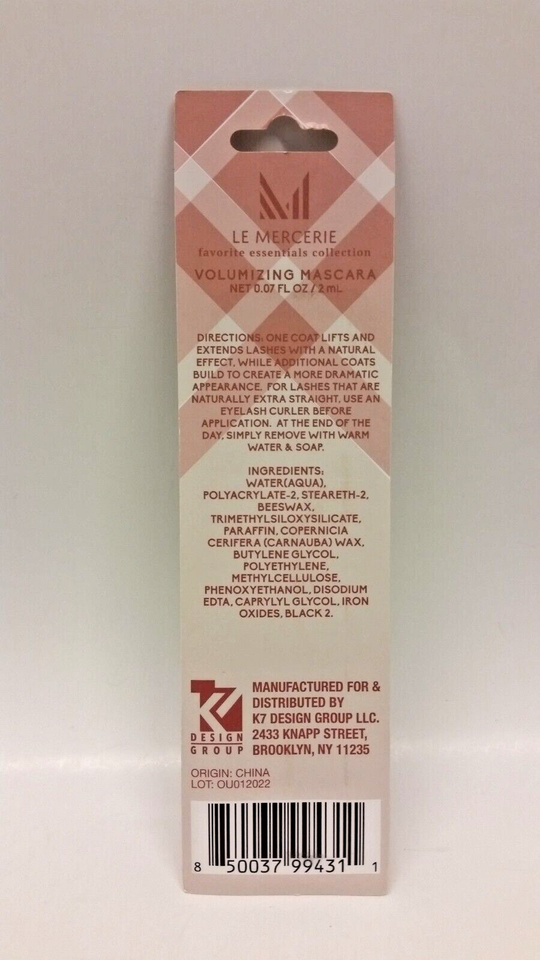 LE MERCERIE
favorite essentials collection
VOLUMIZING MASCARA
NET 0.07 FL OZ / 2 mL
DIRECTIONS: ONE COAT LIFTS AND
EXTENDS LASHES WITH A NATURAL
EFFECT, WHILE ADDITIONAL COATS
BUILD TO CREATE A MORE DRAMATIC
APPEARANCE. FOR LASHES THAT ARE
NATURALLY EXTRA STRAIGHT, USE AN
EYELASH CURLER BEFORE
APPLICATION. AT THE END OF THE
DAY, SIMPLY REMOVE WITH WARM
WATER & SOAP.
INGREDIENTS:
WATER(AQUA),
POLYACRYLATE-2, STEARETH-2,
BEESWAX,
TRIMETHYLSILOXYSILICATE,
PARAFFIN, COPERNICIA
CERIFERA (CARNAUBA) WAX,
BUTYLENE GLYCOL,
POLYETHYLENE,
METHYLCELLULOSE,
PHENOXYETHANOL, DISODIUM
EDTA, CAPRYLYL GLYCOL, IRON
OXIDES, BLACK 2.
K7
DESIGN
GROUP
MANUFACTURED FOR &
DISTRIBUTED BY
K7 DESIGN GROUP LLC.
2433 KNAPP STREET,
BROOKLYN, NY 11235
ORIGIN: CHINA
LOT: OU012022
8 50037 99431 1